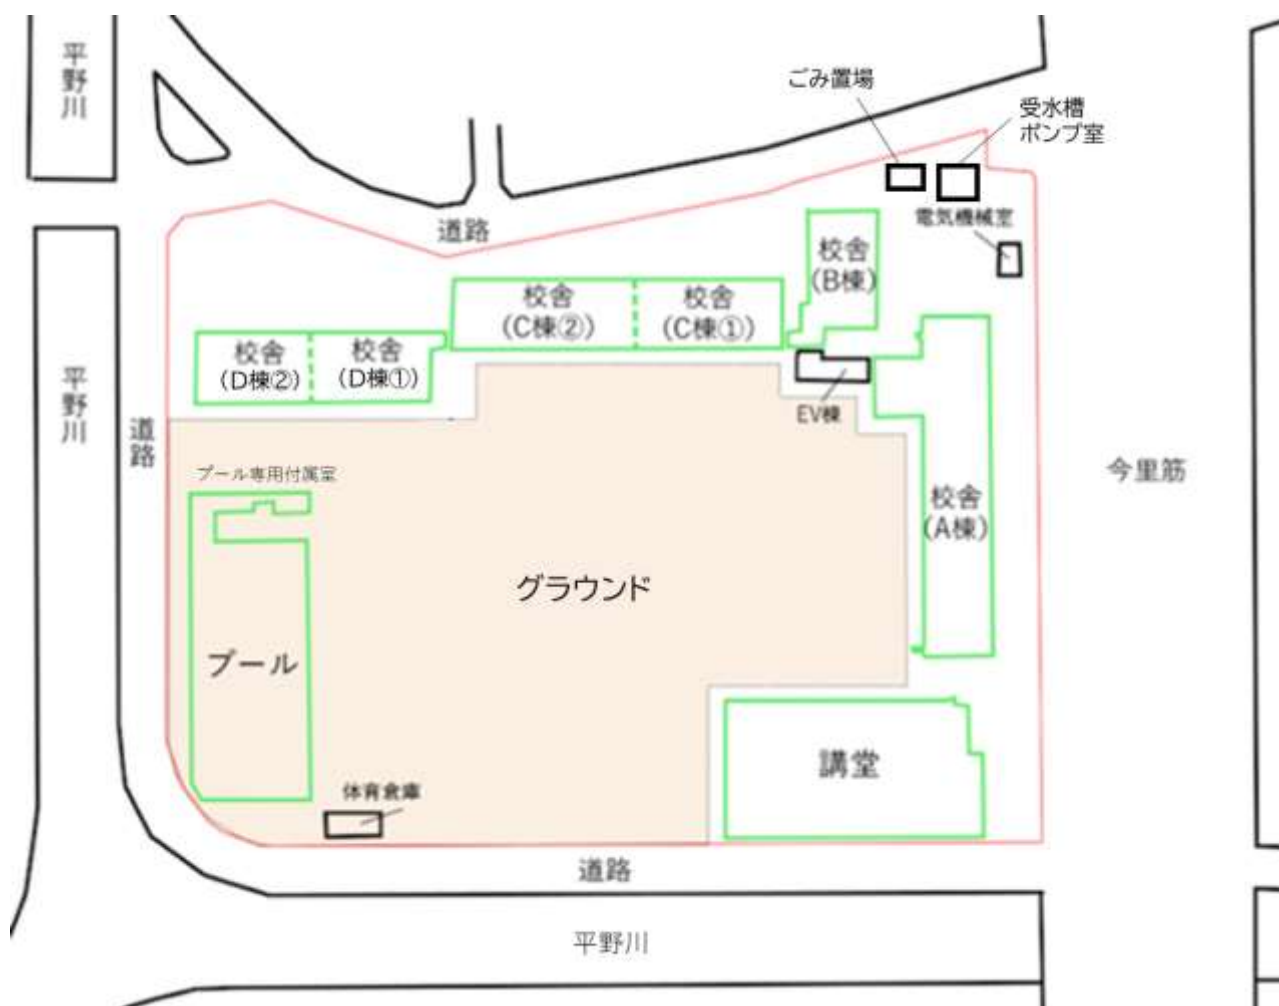 平野川
ごみ置場
受水槽
ポンプ室
電気機械室
道路
校舎
(B棟)
校舎
(C棟②)
校舎
(C棟①)
校舎
(D棟②)
校舎
(D棟①)
EV棟
平野川
道路
プール専用付属室
今里筋
校舎
(A棟)
グラウンド
プール
講堂
体育倉庫
道路
平野川